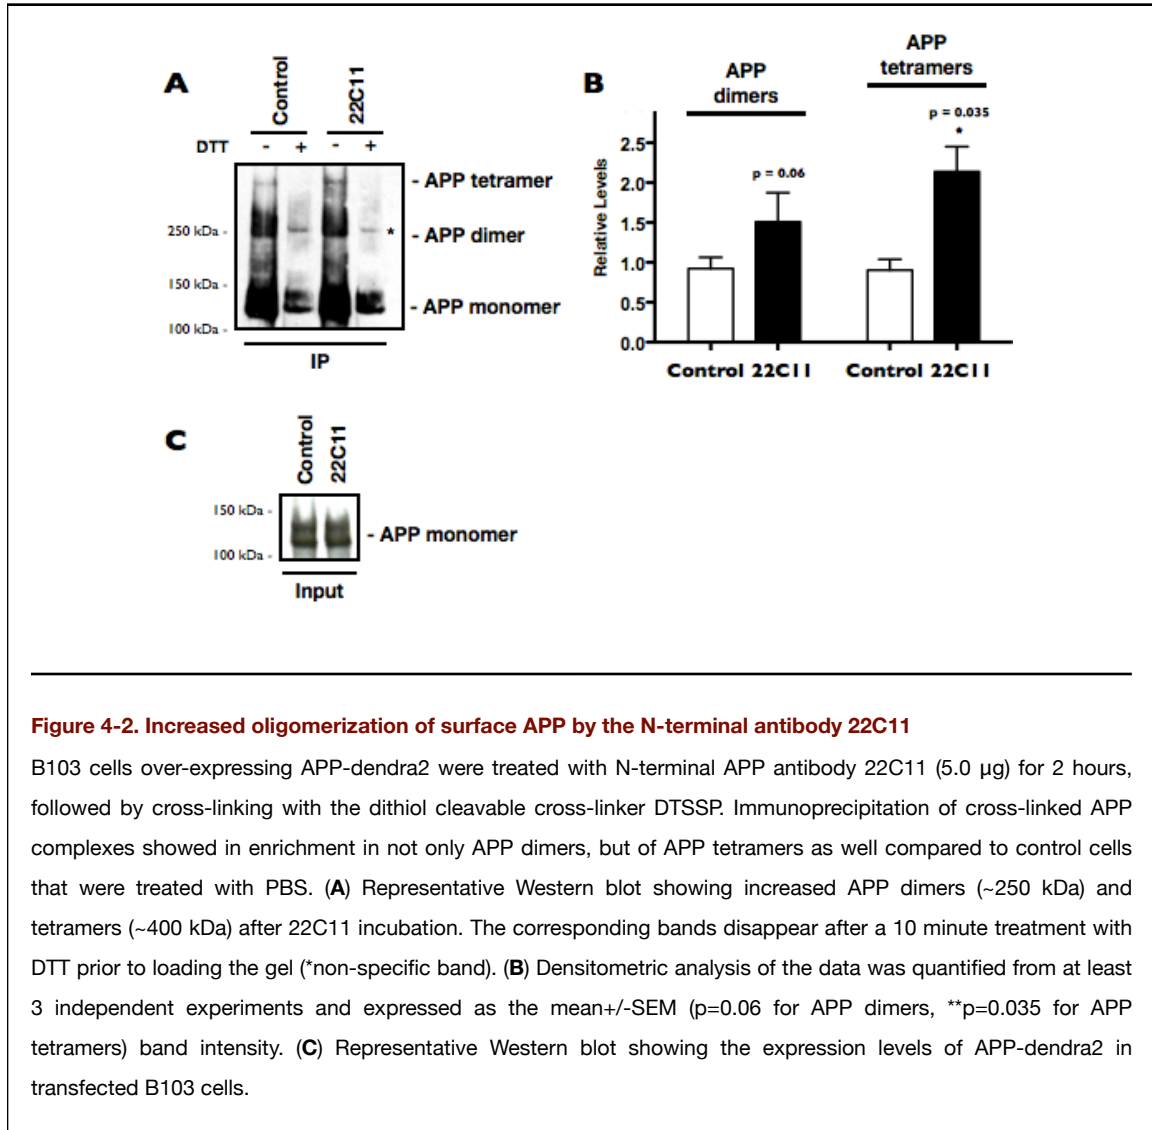 A
Control
22C11
DTT - + - +
- APP tetramer
250 kDa -
* - APP dimer
150 kDa -
- APP monomer
100 kDa -
IP
B
APP
dimers
APP
tetramers
p = 0.035
*
p = 0.06
Relative Levels
2.5
2.0
1.5
1.0
0.5
0.0
Control 22C11 Control 22C11
C
Control
22C11
150 kDa -
- APP monomer
100 kDa -
Input
Figure 4-2. Increased oligomerization of surface APP by the N-terminal antibody 22C11
B103 cells over-expressing APP-dendra2 were treated with N-terminal APP antibody 22C11 (5.0 µg) for 2 hours,
followed by cross-linking with the dithiol cleavable cross-linker DTSSP. Immunoprecipitation of cross-linked APP
complexes showed in enrichment in not only APP dimers, but of APP tetramers as well compared to control cells
that were treated with PBS. (A) Representative Western blot showing increased APP dimers (~250 kDa) and
tetramers (~400 kDa) after 22C11 incubation. The corresponding bands disappear after a 10 minute treatment with
DTT prior to loading the gel (*non-specific band). (B) Densitometric analysis of the data was quantified from at least
3 independent experiments and expressed as the mean+/-SEM (p=0.06 for APP dimers, **p=0.035 for APP
tetramers) band intensity. (C) Representative Western blot showing the expression levels of APP-dendra2 in
transfected B103 cells.